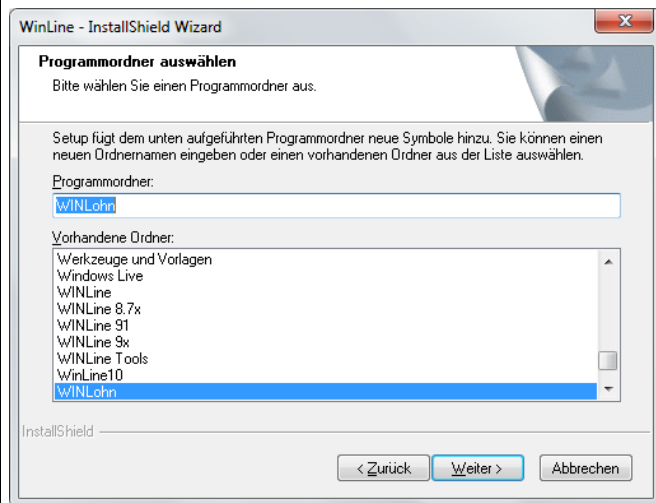 WinLine - InstallShield Wizard
Programmordner auswählen
Bitte wählen Sie einen Programmordner aus.
Setup fügt dem unten aufgeführten Programmordner neue Symbole hinzu. Sie können einen
neuen Ordnernamen eingeben oder einen vorhandenen Ordner aus der Liste auswählen.
Programmordner:
WINLohn
Vorhandene Ordner:
Werkzeuge und Vorlagen
Windows Live
WINLine
WINLine 8.7x
WINLine 91
WINLine 9x
WINLine Tools
WinLine10
WINLohn
InstallShield
< Zurück
Weiter >
Abbrechen